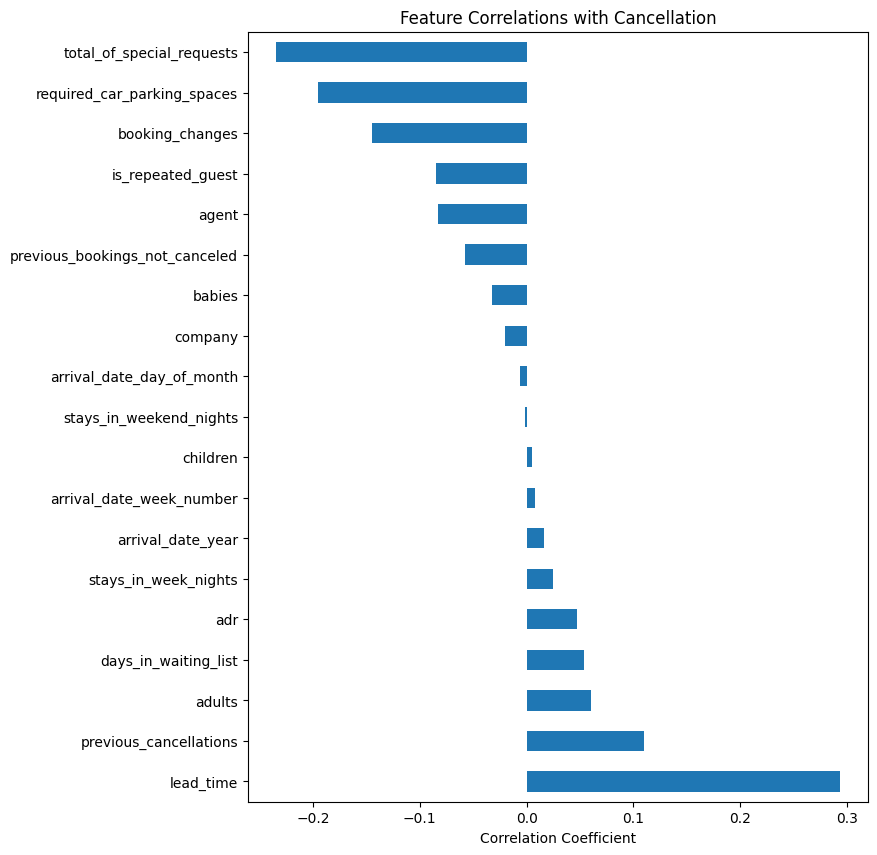 Feature Correlations with Cancellation
total_of_special_requests
required_car_parking_spaces
booking_changes
is_repeated_guest
agent
previous_bookings_not_canceled
babies
company
arrival_date_day_of_month
stays_in_weekend_nights
children
arrival_date_week_number
arrival_date_year
stays_in_week_nights
adr
days_in_waiting_list
adults
previous_cancellations
lead_time
−0.2 −0.1 0.0 0.1 0.2 0.3
Correlation Coefficient